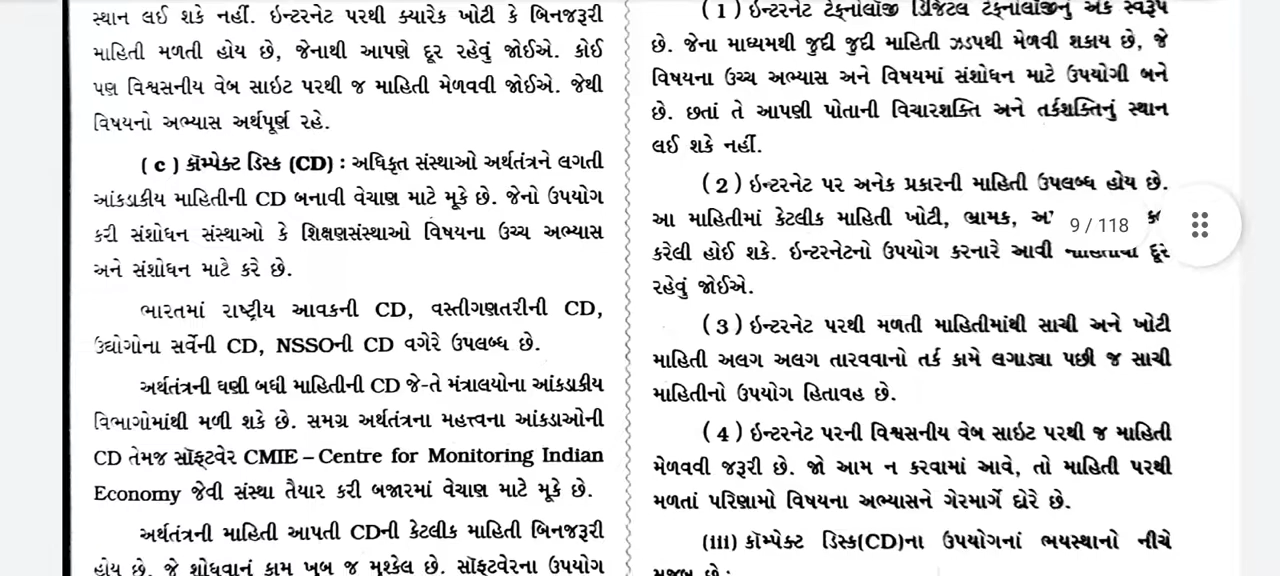 સ્થાન લઈ શકે નહીં. ઇન્ટરનેટ પરથી ક્યારેક ખોટી કે બિનજરૂરી
માહિતી મળતી હોય છે, જેનાથી આપણે દૂર રહેવું જોઈએ. કોઈ
પણ વિશ્વસનીય વેબ સાઇટ પરથી જ માહિતી મેળવવી જોઈએ. જેથી
વિષયનો અભ્યાસ અર્થપૂર્ણ રહે.
(c) કૉમ્પેક્ટ ડિસ્ક (CD) : અધિકૃત સંસ્થાઓ અર્થતંત્રને લગતી
આંકડાકીય માહિતીની CD બનાવી વેચાણ માટે મૂકે છે. જેનો ઉપયોગ
કરી સંશોધન સંસ્થાઓ કે શિક્ષણસંસ્થાઓ વિષયના ઉચ્ચ અભ્યાસ
અને સંશોધન માટે કરે છે.
ભારતમાં રાષ્ટ્રીય આવકની CD, વસ્તીગણતરીની CD,
ઉદ્યોગોના સર્વેની CD, NSSOની CD વગેરે ઉપલબ્ધ છે.
અર્થતંત્રની ઘણી બધી માહિતીની CD જે-તે મંત્રાલયોના આંકડાકીય
વિભાગોમાંથી મળી શકે છે. સમગ્ર અર્થતંત્રના મહત્ત્વના આંકડાઓની
CD તેમજ સૉફ્ટવેર CMIE – Centre for Monitoring Indian
Economy જેવી સંસ્થા તૈયાર કરી બજારમાં વેચાણ માટે મૂકે છે.
અર્થતંત્રની માહિતી આપતી CDની કેટલીક માહિતી બિનજરૂરી
હોય છે, જે શોધવાનું કામ ખૂબ જ મુશ્કેલ છે. સૉફ્ટવેરના ઉપયોગ
(1) ઇન્ટરનેટ ટેક્નોલૉજી ડિજિટલ ટેક્નોલૉજીનું એક સ્વરૂપ
છે. જેના માધ્યમથી જુદી જુદી માહિતી ઝડપથી મેળવી શકાય છે, જે
વિષયના ઉચ્ચ અભ્યાસ અને વિષયમાં સંશોધન માટે ઉપયોગી બને
છે. છતાં તે આપણી પોતાની વિચારશક્તિ અને તર્કશક્તિનું સ્થાન
લઈ શકે નહીં.
(2) ઇન્ટરનેટ પર અનેક પ્રકારની માહિતી ઉપલબ્ધ હોય છે.
આ માહિતીમાં કેટલીક માહિતી ખોટી, ભ્રામક,
9 / 118
કરેલી હોઈ શકે. ઇન્ટરનેટનો ઉપયોગ કરનારે આવી દૂર
રહેવું જોઈએ.
(3) ઇન્ટરનેટ પરથી મળતી માહિતીમાંથી સાચી અને ખોટી
માહિતી અલગ અલગ તારવવાનો તર્ક કામે લગાડ્યા પછી જ સાચી
માહિતીનો ઉપયોગ હિતાવહ છે.
(4) ઇન્ટરનેટ પરની વિશ્વસનીય વેબ સાઇટ પરથી જ માહિતી
મેળવવી જરૂરી છે. જો આમ ન કરવામાં આવે, તો માહિતી પરથી
મળતાં પરિણામો વિષયના અભ્યાસને ગેરમાર્ગે દોરે છે.
(iii) કૉમ્પેક્ટ ડિસ્ક(CD)ના ઉપયોગનાં ભયસ્થાનો નીચે
મુજબ છે :